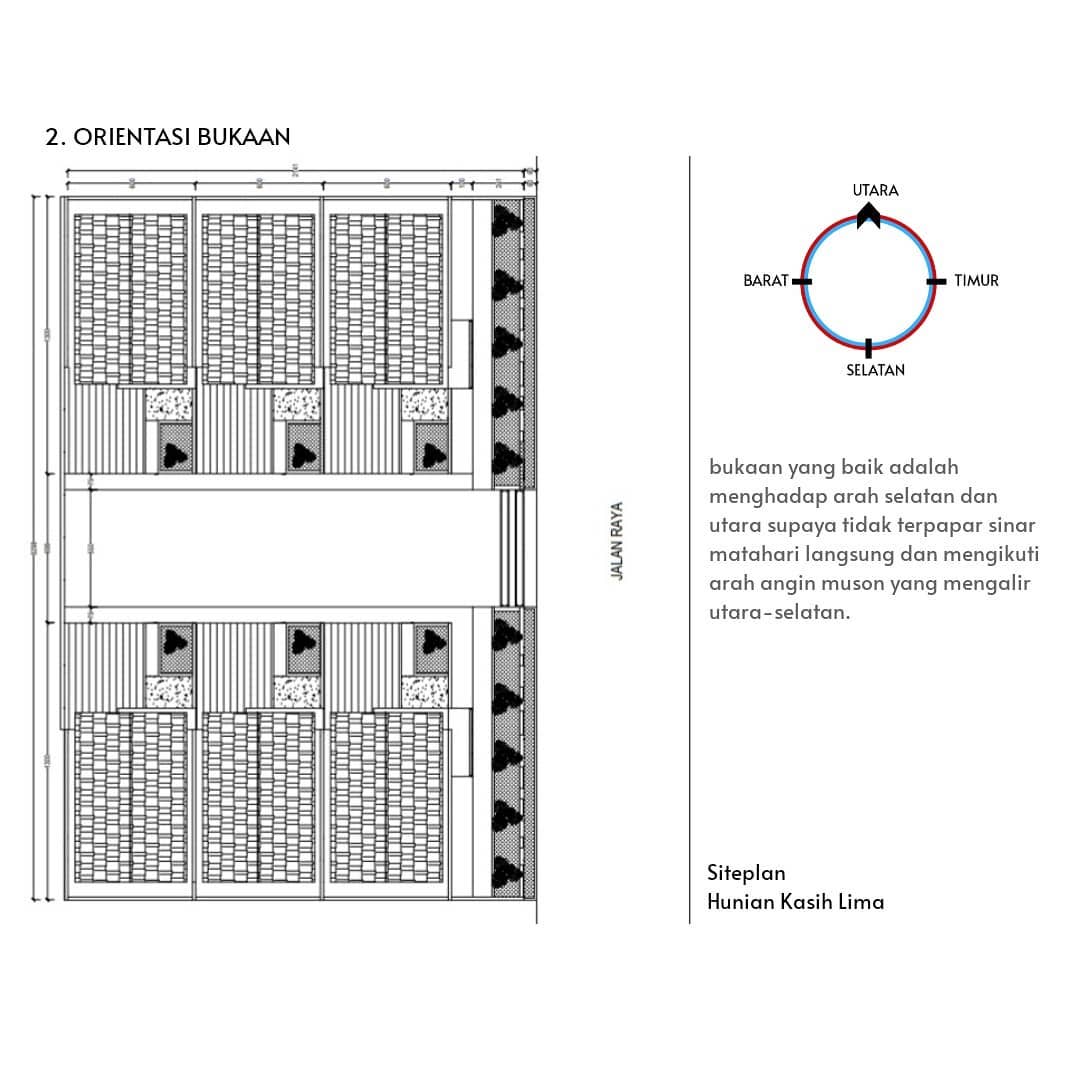 2. ORIENTASI BUKAAN
UTARA
BARAT
TIMUR
SELATAN
bukaan yang baik adalah
menghadap arah selatan dan
utara supaya tidak terpapar sinar
matahari langsung dan mengikuti
arah angin muson yang mengalir
utara-selatan.
JALAN RAYA
Siteplan
Hunian Kasih Lima